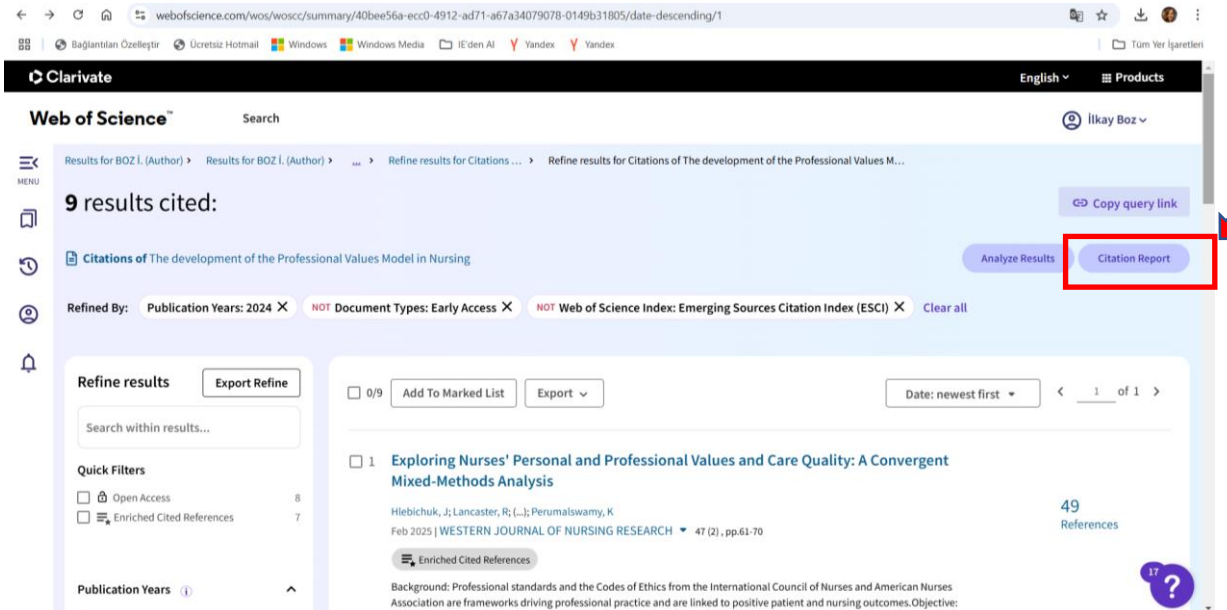 webofscience.com/wos/woscc/summary/40bee56a-ecc0-4912-ad71-a67a34079078-0149b31805/date-descending/1
Bağlantıları Özelleştir Ücretsiz Hotmail Windows Windows Media IE'den Al Yandex Yandex Tüm Yer İşaretleri
Clarivate English Products
Web of Science™ Search İlkay Boz
MENU
Results for BOZ İ. (Author) > Results for BOZ İ. (Author) > ... > Refine results for Citations ... > Refine results for Citations of The development of the Professional Values M...
9 results cited:
Copy query link
Citations of The development of the Professional Values Model in Nursing
Analyze Results Citation Report
Refined By: Publication Years: 2024 X NOT Document Types: Early Access X NOT Web of Science Index: Emerging Sources Citation Index (ESCI) X Clear all
Refine results Export Refine
0/9 Add To Marked List Export Date: newest first < 1 of 1 >
Search within results...
Quick Filters
Open Access 8
Enriched Cited References 7
Publication Years
1 Exploring Nurses' Personal and Professional Values and Care Quality: A Convergent
Mixed-Methods Analysis
Hlebichuk, J; Lancaster, R; (...); Perumalswamy, K
Feb 2025 | WESTERN JOURNAL OF NURSING RESEARCH 47 (2), pp.61-70
49
References
Enriched Cited References
Background: Professional standards and the Codes of Ethics from the International Council of Nurses and American Nurses
Association are frameworks driving professional practice and are linked to positive patient and nursing outcomes.Objective:
17
?